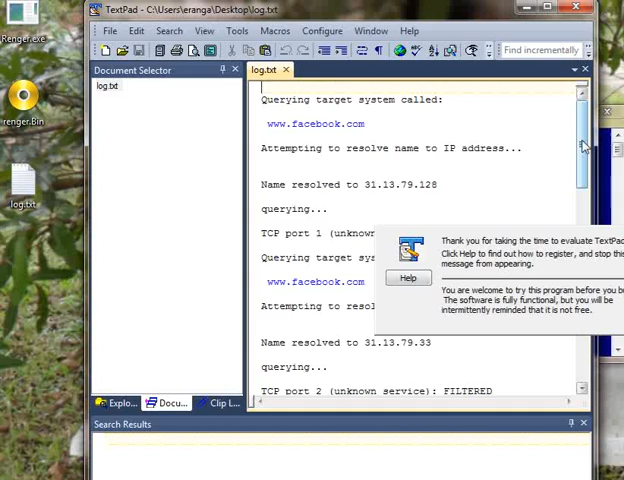 Renger.exe
renger.Bin
log.txt
TextPad - C:\Users\eranga\Desktop\log.txt
File Edit Search View Tools Macros Configure Window Help
Find incrementally
Document Selector
log.txt
log.txt
Querying target system called:
www.facebook.com
Attempting to resolve name to IP address...
Name resolved to 31.13.79.128
querying...
TCP port 1 (unknown
Querying target sys
www.facebook.com
Attempting to resol
Name resolved to 31.13.79.33
querying...
TCP port 2 (unknown service): FILTERED
Thank you for taking the time to evaluate TextPad
Click Help to find out how to register, and stop this
message from appearing.
Help
You are welcome to try this program before you bu
The software is fully functional, but you will be
intermittently reminded that it is not free.
Explo... Docu... Clip L...
Search Results